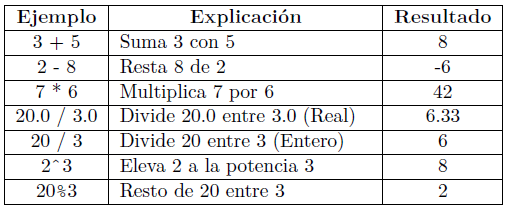 Ejemplo Explicación Resultado
3 + 5 Suma 3 con 5 8
2 - 8 Resta 8 de 2 -6
7 * 6 Multiplica 7 por 6 42
20.0 / 3.0 Divide 20.0 entre 3.0 (Real) 6.33
20 / 3 Divide 20 entre 3 (Entero) 6
2^3 Eleva 2 a la potencia 3 8
20%3 Resto de 20 entre 3 2